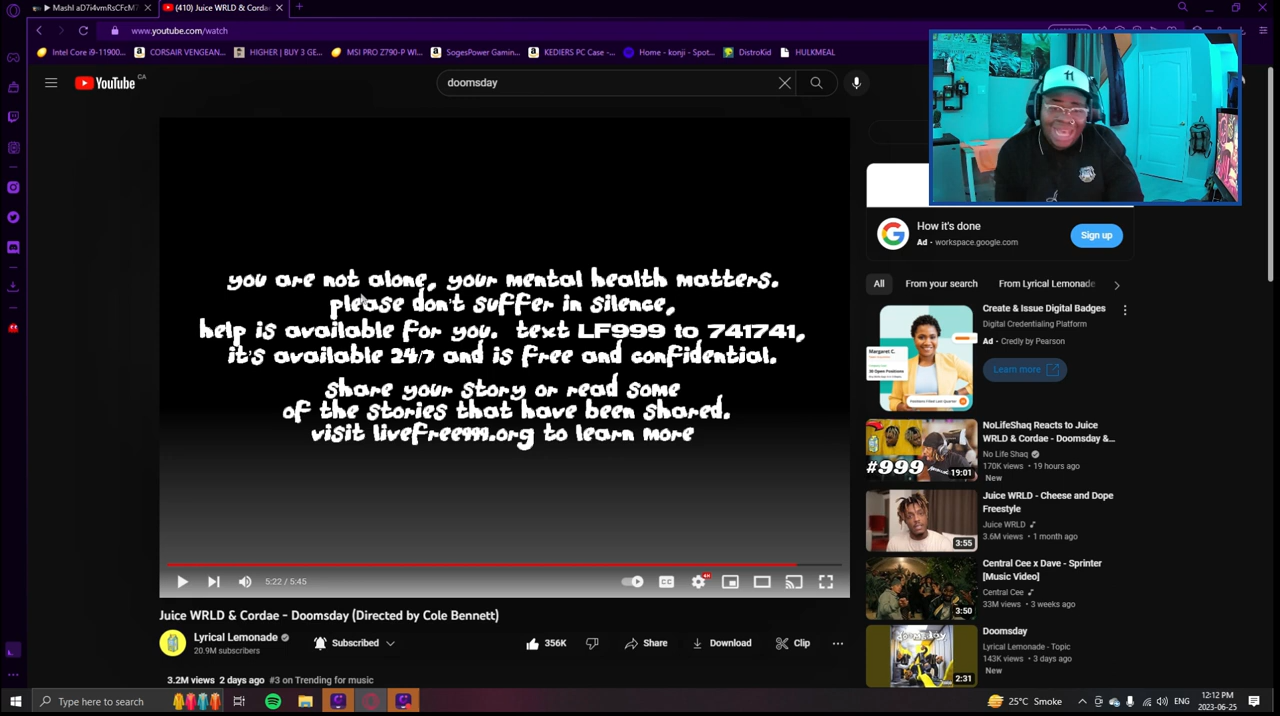 MashI aD7i4vmRsCFcM7
(410) Juice WRLD & Cordae
www.youtube.com/watch
Intel Core i9-11900...
CORSAIR VENGEAN...
HIGHER | BUY 3 GE...
MSI PRO Z790-P WI...
SogesPower Gamin...
KEDIERS PC Case -...
Home - konji - Spot...
DistroKid
HULKMEAL
YouTube CA
doomsday
you are not alone, your mental health matters.
please don't suffer in silence,
help is available for you. text LF999 to 741741,
it's available 24/7 and is free and confidential.
share your story or read some
of the stories that have been shared.
visit livefree999.org to learn more
5:22 / 5:45
Juice WRLD & Cordae - Doomsday (Directed by Cole Bennett)
Lyrical Lemonade
20.9M subscribers
Subscribed
356K
Share
Download
Clip
3.2M views 2 days ago #3 on Trending for music
How it's done
Ad · workspace.google.com
Sign up
All
From your search
From Lyrical Lemonade
Create & Issue Digital Badges
Digital Credentialing Platform
Ad · Credly by Pearson
Learn more
NoLifeShaq Reacts to Juice
WRLD & Cordae - Doomsday &...
No Life Shaq
170K views · 19 hours ago
New
#999
19:01
Juice WRLD - Cheese and Dope
Freestyle
Juice WRLD
3.6M views · 1 month ago
3:55
Central Cee x Dave - Sprinter
[Music Video]
Central Cee
33M views · 3 weeks ago
3:50
Doomsday
Lyrical Lemonade - Topic
143K views · 3 days ago
2:31
Type here to search
25°C Smoke
ENG
12:12 PM
2023-06-25